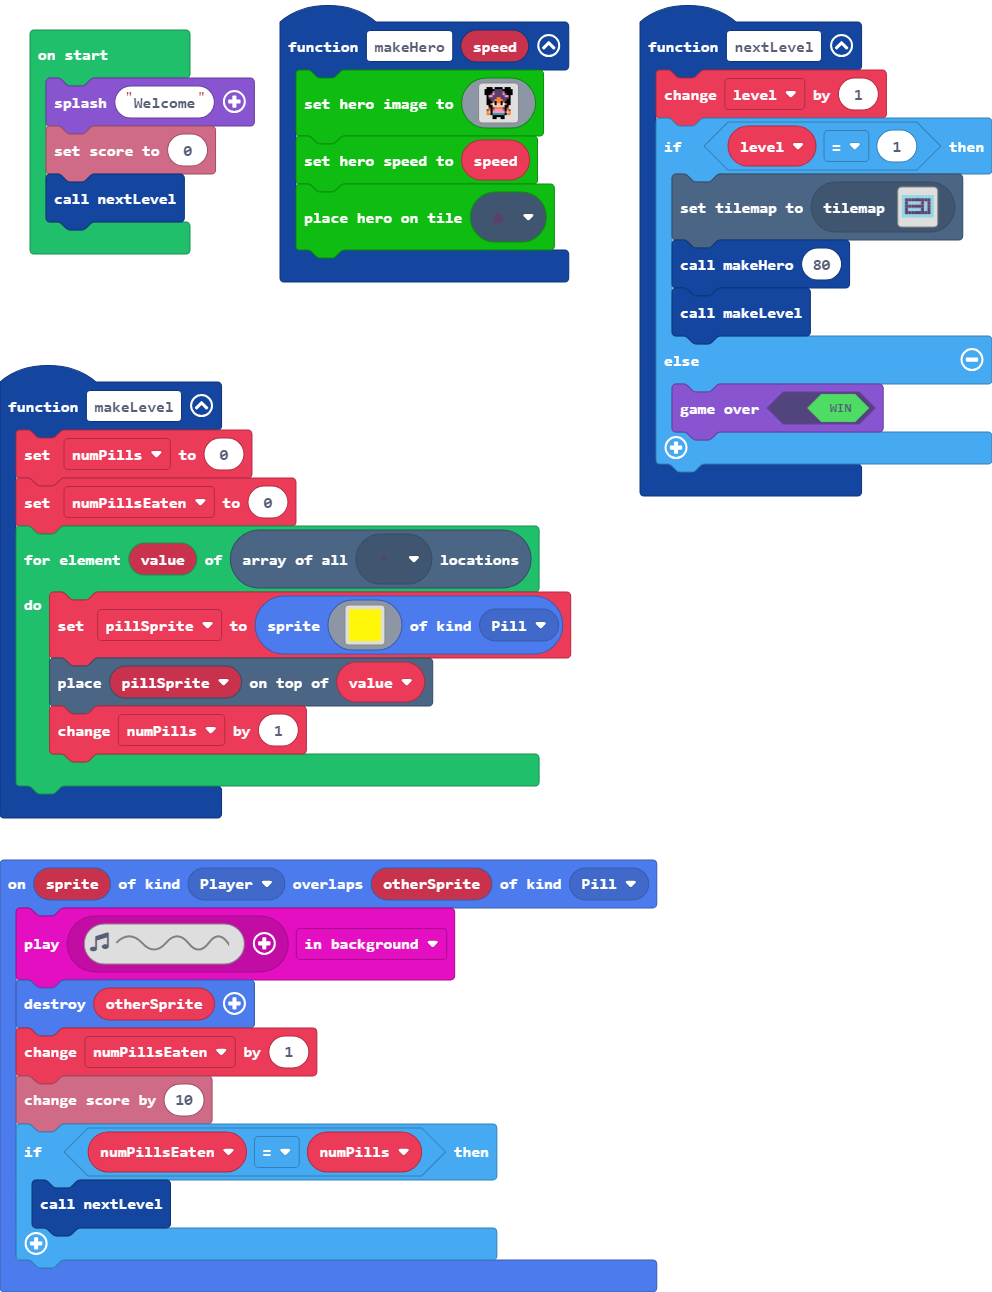 on start
splash "Welcome"
set score to 0
call nextLevel
function makeHero speed
set hero image to
set hero speed to speed
place hero on tile
function nextLevel
change level by 1
if level = 1 then
set tilemap to tilemap
call makeHero 80
call makeLevel
else
game over WIN
function makeLevel
set numPills to 0
set numPillsEaten to 0
for element value of array of all locations
do
set pillSprite to sprite of kind Pill
place pillSprite on top of value
change numPills by 1
on sprite of kind Player overlaps otherSprite of kind Pill
play in background
destroy otherSprite
change numPillsEaten by 1
change score by 10
if numPillsEaten = numPills then
call nextLevel